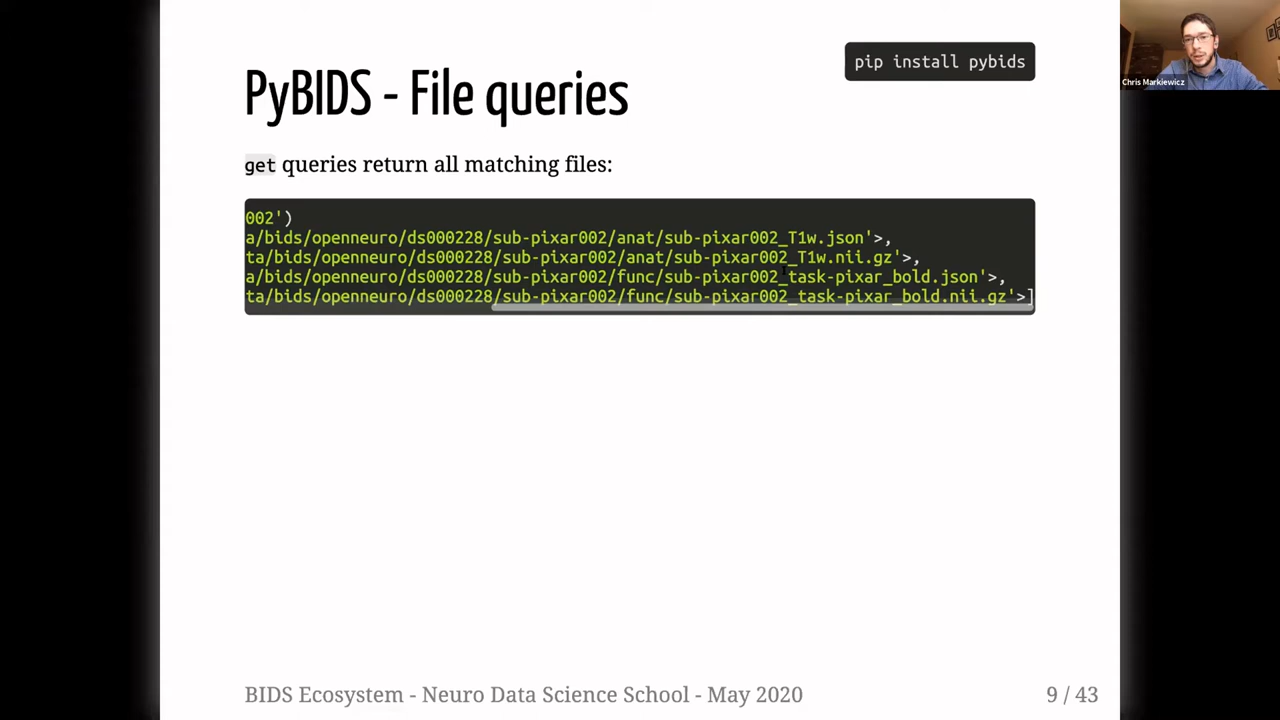 pip install pybids
Chris Markiewicz
PyBIDS - File queries
get queries return all matching files:
002')
a/bids/openneuro/ds000228/sub-pixar002/anat/sub-pixar002_T1w.json'>,
ta/bids/openneuro/ds000228/sub-pixar002/anat/sub-pixar002_T1w.nii.gz'>,
a/bids/openneuro/ds000228/sub-pixar002/func/sub-pixar002_task-pixar_bold.json'>,
ta/bids/openneuro/ds000228/sub-pixar002/func/sub-pixar002_task-pixar_bold.nii.gz'>]
BIDS Ecosystem - Neuro Data Science School - May 2020
9 / 43